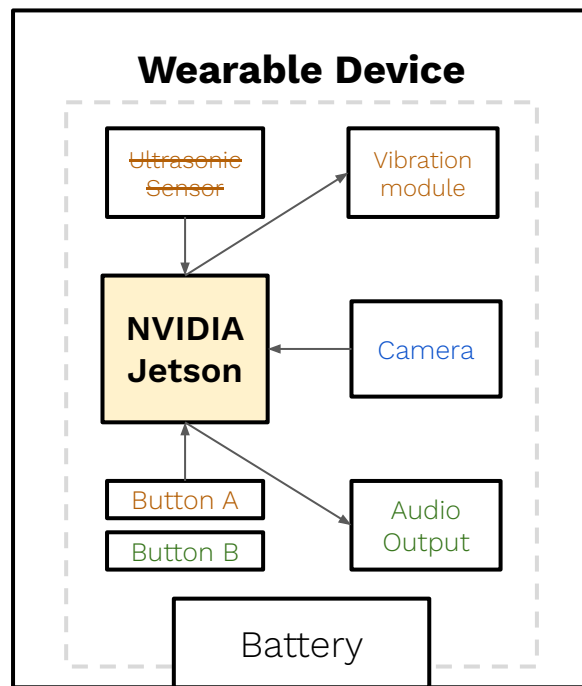 Wearable Device
Ultrasonic
Sensor
Vibration
module
NVIDIA
Jetson
Camera
Button A
Button B
Audio
Output
Battery